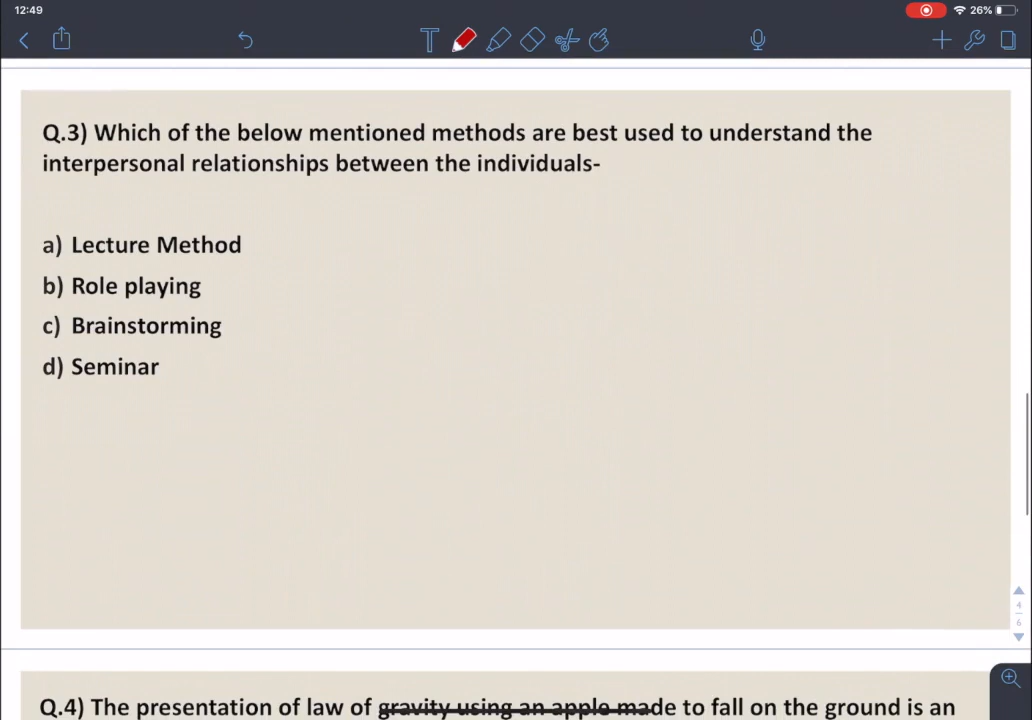 12:49
26%
T
Q.3) Which of the below mentioned methods are best used to understand the
interpersonal relationships between the individuals-
a) Lecture Method
b) Role playing
c) Brainstorming
d) Seminar
4
6
Q.4) The presentation of law of gravity using an apple made to fall on the ground is an